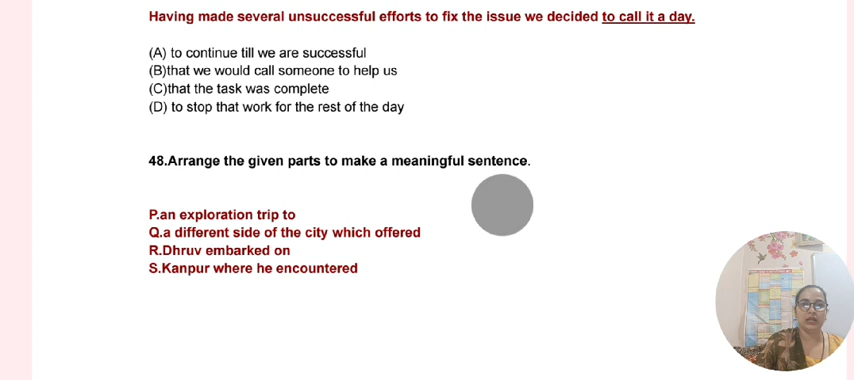 Having made several unsuccessful efforts to fix the issue we decided to call it a day.
(A) to continue till we are successful
(B)that we would call someone to help us
(C)that the task was complete
(D) to stop that work for the rest of the day
48.Arrange the given parts to make a meaningful sentence.
P.an exploration trip to
Q.a different side of the city which offered
R.Dhruv embarked on
S.Kanpur where he encountered